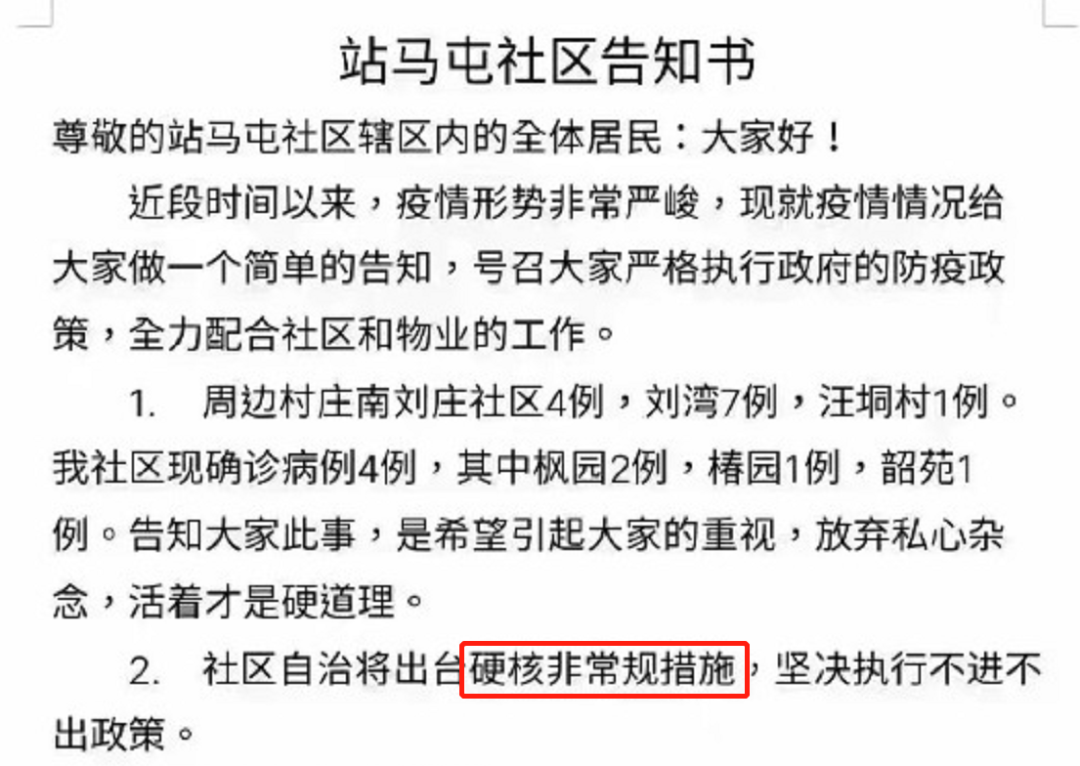 站马屯社区告知书
尊敬的站马屯社区辖区内的全体居民：大家好！
近段时间以来，疫情形势非常严峻，现就疫情情况给
大家做一个简单的告知，号召大家严格执行政府的防疫政
策，全力配合社区和物业的工作。
1. 周边村庄南刘庄社区4例，刘湾7例，汪垌村1例。
我社区现确诊病例4例，其中枫园2例，椿园1例，韶苑1
例。告知大家此事，是希望引起大家的重视，放弃私心杂
念，活着才是硬道理。
2. 社区自治将出台硬核非常规措施，坚决执行不进不
出政策。